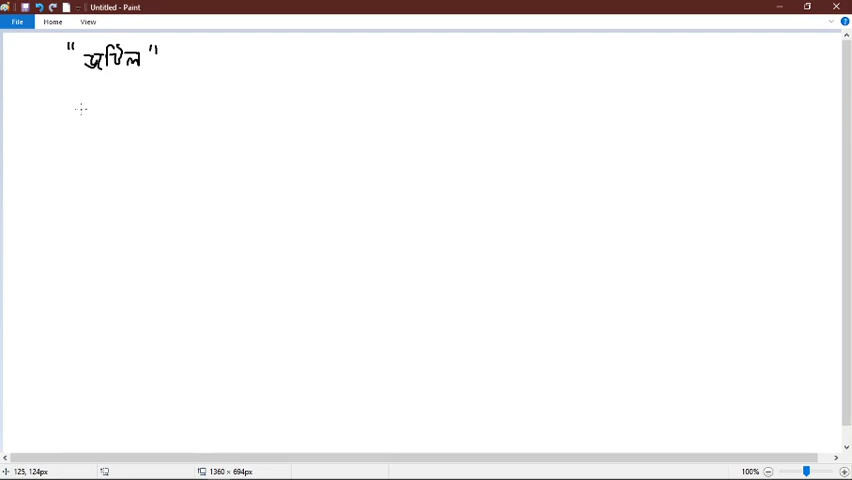 Untitled - Paint
File Home View
"জটিল"
125, 124px
1360 × 694px
100%